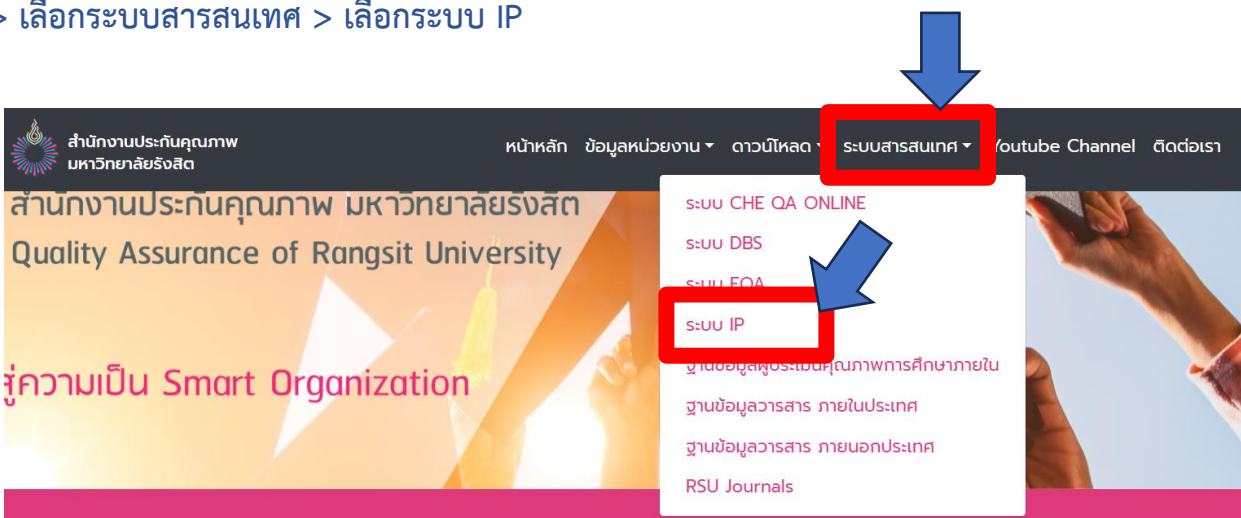 > เลือกระบบสารสนเทศ > เลือกระบบ IP
สำนักงานประกันคุณภาพ
มหาวิทยาลัยรังสิต
หน้าหลัก ข้อมูลหน่วยงาน ดาวน์โหลด ระบบสารสนเทศ Youtube Channel ติดต่อเรา
สำนักงานประกันคุณภาพ มหาวิทยาลัยรังสิต
Quality Assurance of Rangsit University
สู่ความเป็น Smart Organization
ระบบ CHE QA ONLINE
ระบบ DBS
ระบบ EQA
ระบบ IP
ฐานข้อมูลผู้ประเมินคุณภาพการศึกษาภายใน
ฐานข้อมูลวารสาร ภายในประเทศ
ฐานข้อมูลวารสาร ภายนอกประเทศ
RSU Journals